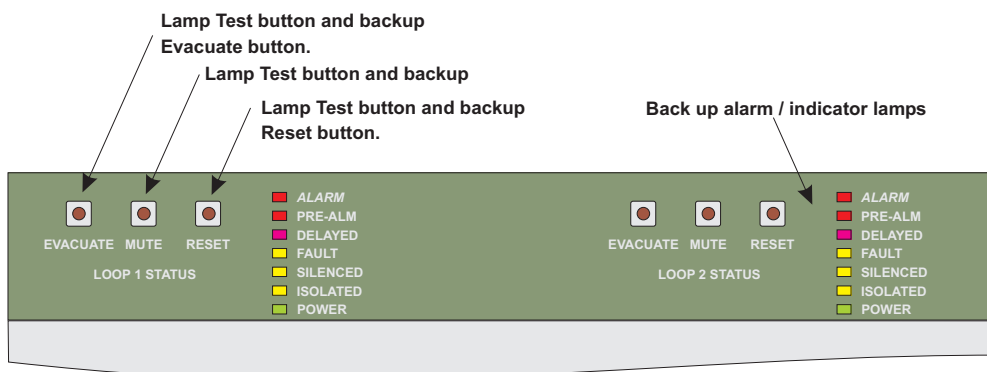 Lamp Test button and backup
Evacuate button.
Lamp Test button and backup
Lamp Test button and backup
Reset button.
Back up alarm / indicator lamps
EVACUATE MUTE RESET
LOOP 1 STATUS
ALARM
PRE-ALM
DELAYED
FAULT
SILENCED
ISOLATED
POWER
EVACUATE MUTE RESET
LOOP 2 STATUS
ALARM
PRE-ALM
DELAYED
FAULT
SILENCED
ISOLATED
POWER